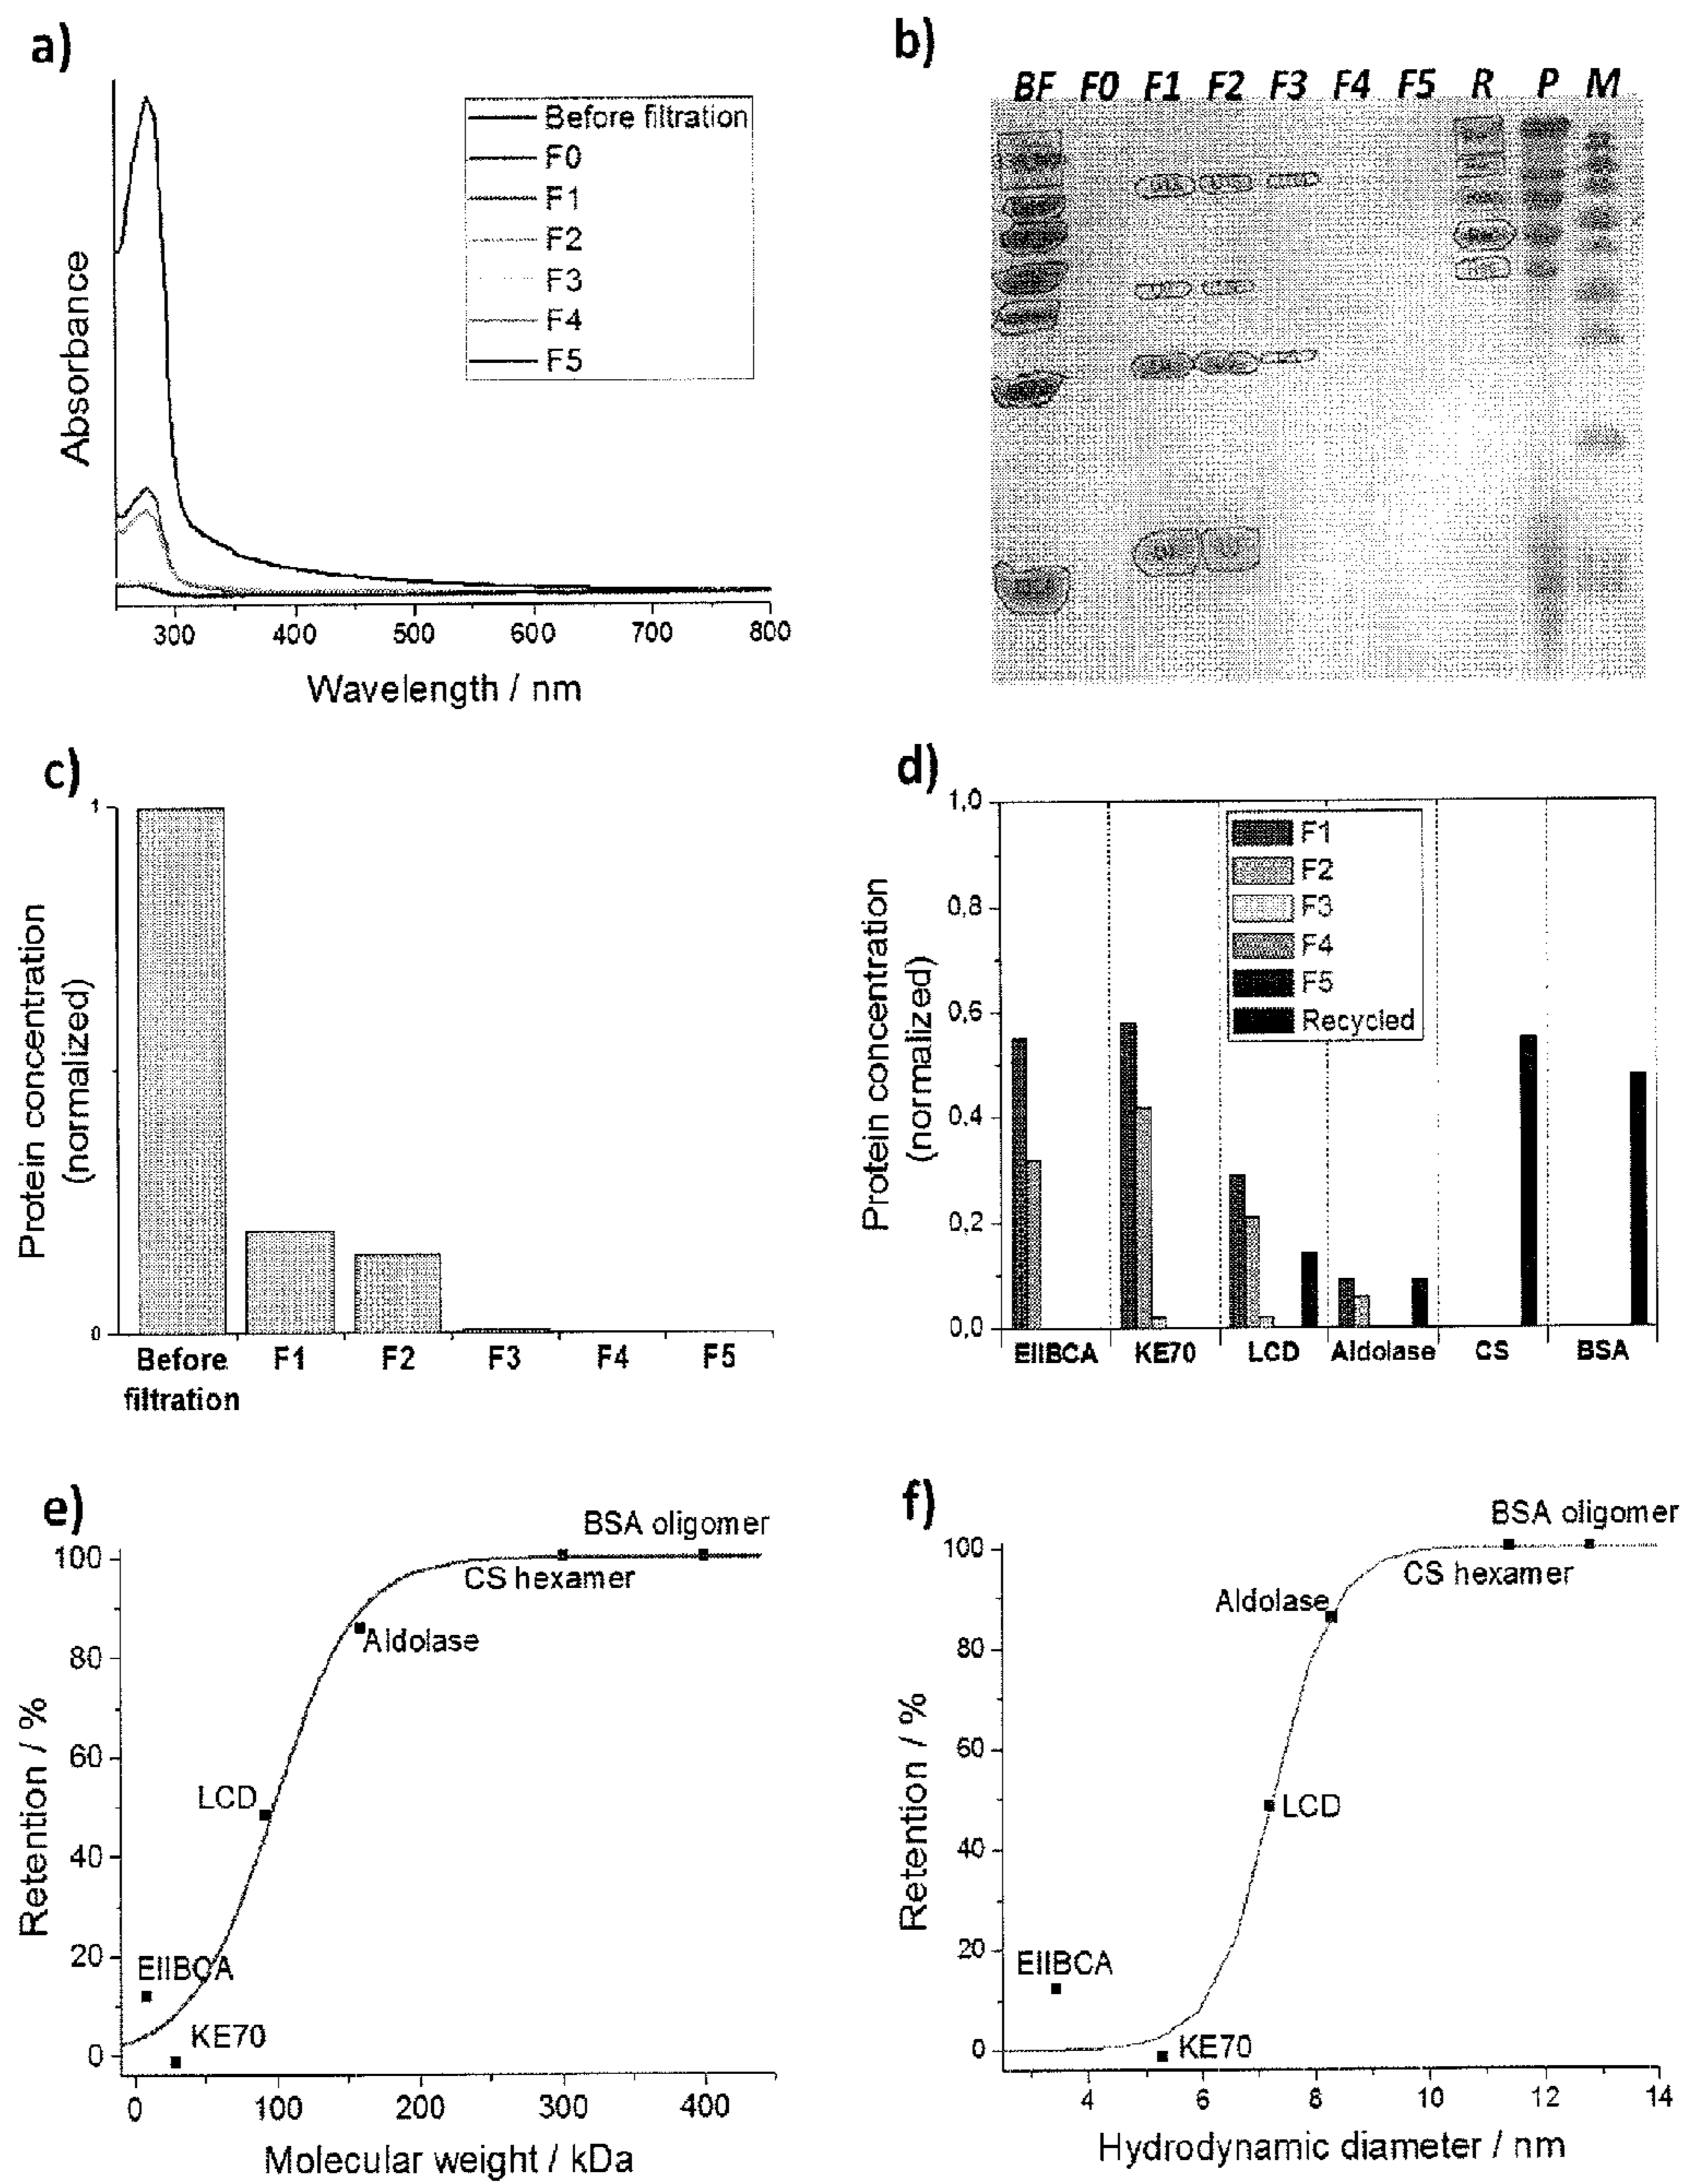 a)
Absorbance
Before filtration
F0
F1
F2
F3
F4
F5
300 400 500 600 700 800
Wavelength / nm
b)
BF F0 F1 F2 F3 F4 F5 R P M
c)
Protein concentration
(normalized)
1
0
Before F1 F2 F3 F4 F5
filtration
d)
Protein concentration
(normalized)
1,0
0,8
0,6
0,4
0,2
0,0
F1
F2
F3
F4
F5
Recycled
EIIBCA KE70 LCD Aldolase CS BSA
e)
Retention / %
100
80
60
40
20
0
BSA oligomer
CS hexamer
Aldolase
LCD
EIIBCA
KE70
0 100 200 300 400
Molecular weight / kDa
f)
Retention / %
100
80
60
40
20
0
BSA oligomer
CS hexamer
Aldolase
LCD
EIIBCA
KE70
4 6 8 10 12 14
Hydrodynamic diameter / nm